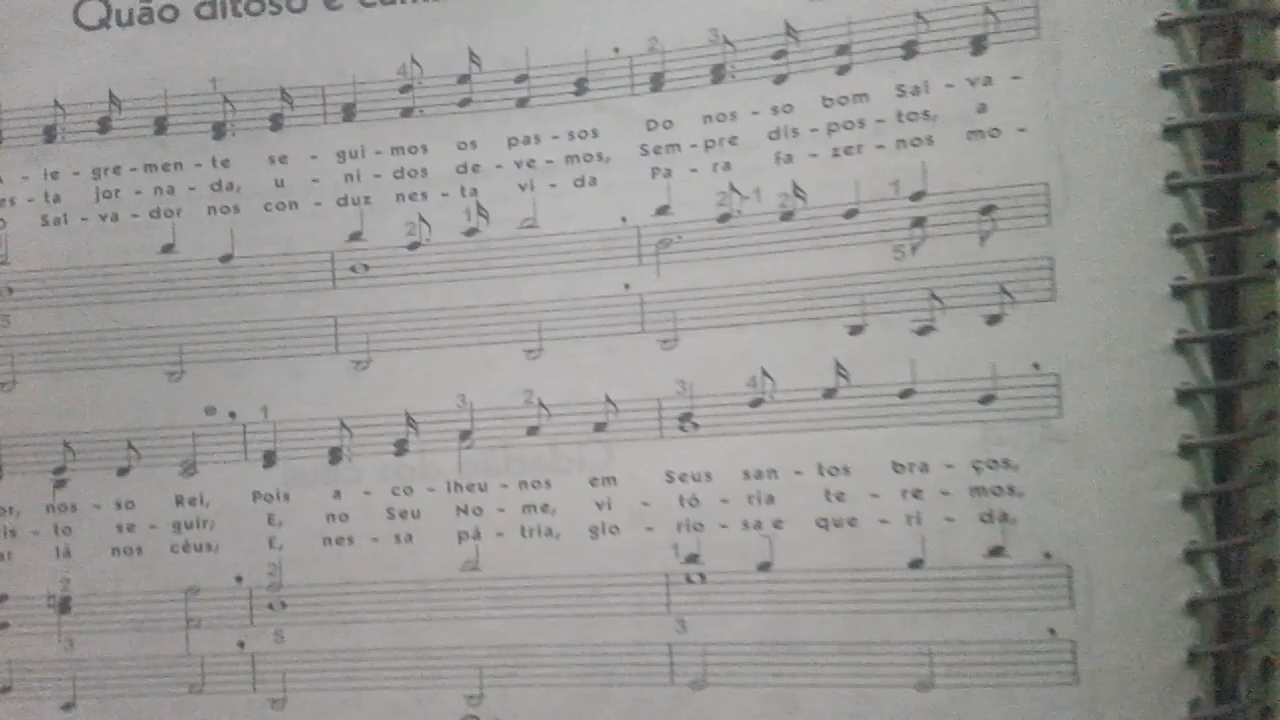 Quão ditoso é
le - gre - men - te se - gui - mos os pas - sos Do nos - so bom Sal - va -
es - ta jor - na - da, u - ni - dos de - ve - mos, Sem - pre dis - pos - tos, a
Sal - va - dor nos con - duz nes - ta vi - da Pa - ra fa - zer - nos mo -
nos - so Rei, Pois a - co - lheu - nos em Seus san - tos bra - ços,
is - to se - guir; E, no Seu No - me, vi - tó - ria te - re - mos,
lá nos céus; E, nes - sa pá - tria, glo - rio - sa e que - ri - da,